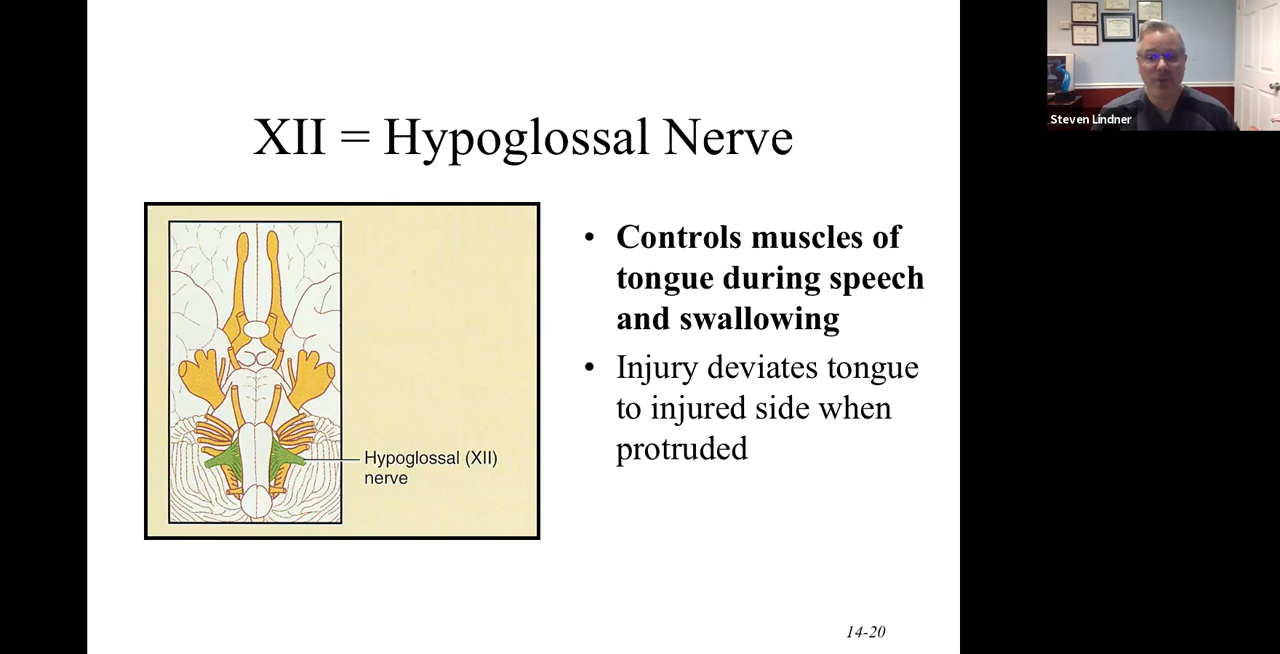 XII = Hypoglossal Nerve
• Controls muscles of
tongue during speech
and swallowing
• Injury deviates tongue
to injured side when
protruded
Hypoglossal (XII)
nerve
14-20
Steven Lindner